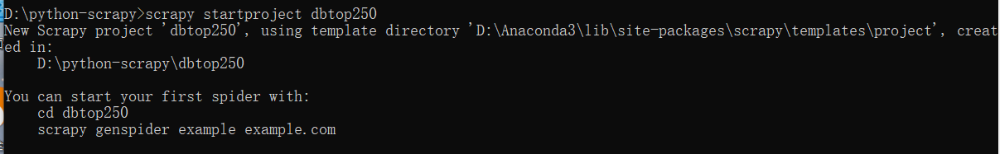 D:\python-scrapy>scrapy startproject dbtop250
New Scrapy project 'dbtop250', using template directory 'D:\Anaconda3\lib\site-packages\scrapy\templates\project', creat
ed in:
    D:\python-scrapy\dbtop250

You can start your first spider with:
    cd dbtop250
    scrapy genspider example example.com